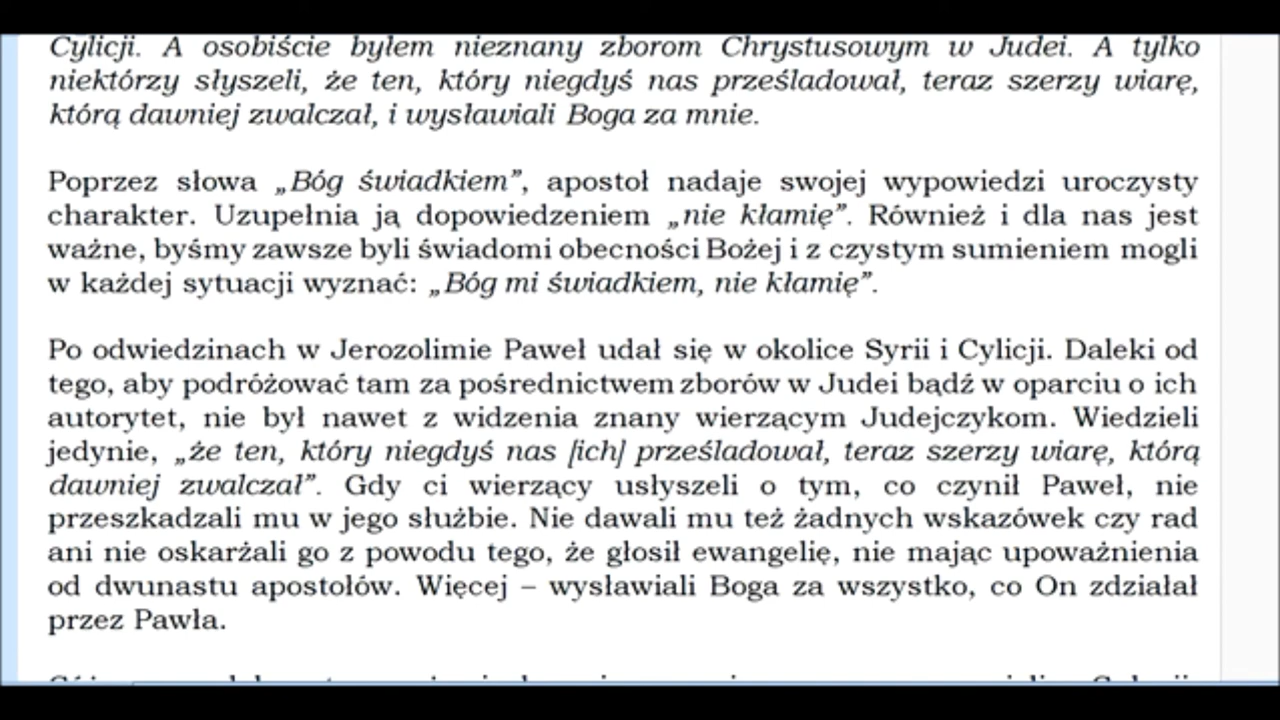 Cylicji. A osobiście byłem nieznany zborom Chrystusowym w Judei. A tylko
niektórzy słyszeli, że ten, który niegdyś nas prześladował, teraz szerzy wiarę,
którą dawniej zwalczał, i wysławiali Boga za mnie.
Poprzez słowa „Bóg świadkiem”, apostoł nadaje swojej wypowiedzi uroczysty
charakter. Uzupełnia ją dopowiedzeniem „nie kłamię”. Również i dla nas jest
ważne, byśmy zawsze byli świadomi obecności Bożej i z czystym sumieniem mogli
w każdej sytuacji wyznać: „Bóg mi świadkiem, nie kłamię”.
Po odwiedzinach w Jerozolimie Paweł udał się w okolice Syrii i Cylicji. Daleki od
tego, aby podróżować tam za pośrednictwem zborów w Judei bądź w oparciu o ich
autorytet, nie był nawet z widzenia znany wierzącym Judejczykom. Wiedzieli
jedynie, „że ten, który niegdyś nas [ich] prześladował, teraz szerzy wiarę, którą
dawniej zwalczał”. Gdy ci wierzący usłyszeli o tym, co czynił Paweł, nie
przeszkadzali mu w jego służbie. Nie dawali mu też żadnych wskazówek czy rad
ani nie oskarżali go z powodu tego, że głosił ewangelię, nie mając upoważnienia
od dwunastu apostołów. Więcej – wysławiali Boga za wszystko, co On zdziałał
przez Pawła.